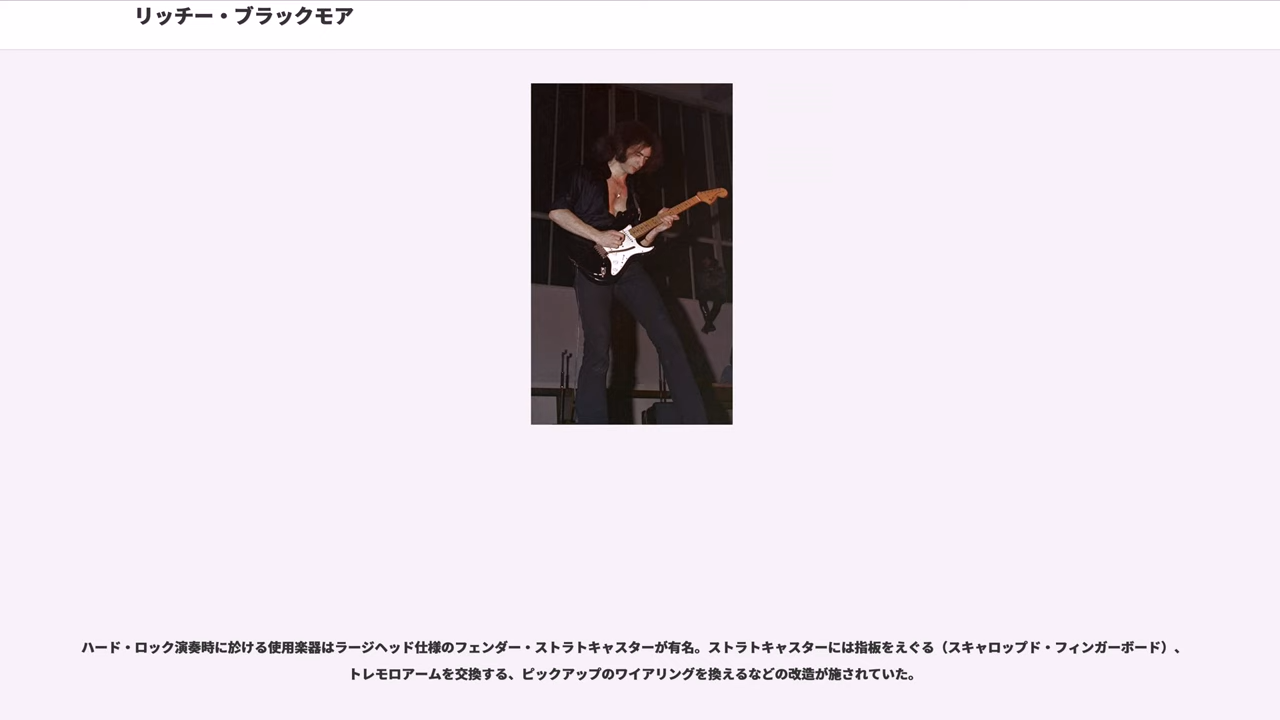 リッチー・ブラックモア
ハード・ロック演奏時に於ける使用楽器はラージヘッド仕様のフェンダー・ストラトキャスターが有名。ストラトキャスターには指板をえぐる（スキャロップド・フィンガーボード）、
トレモロアームを交換する、ピックアップのワイアリングを換えるなどの改造が施されていた。